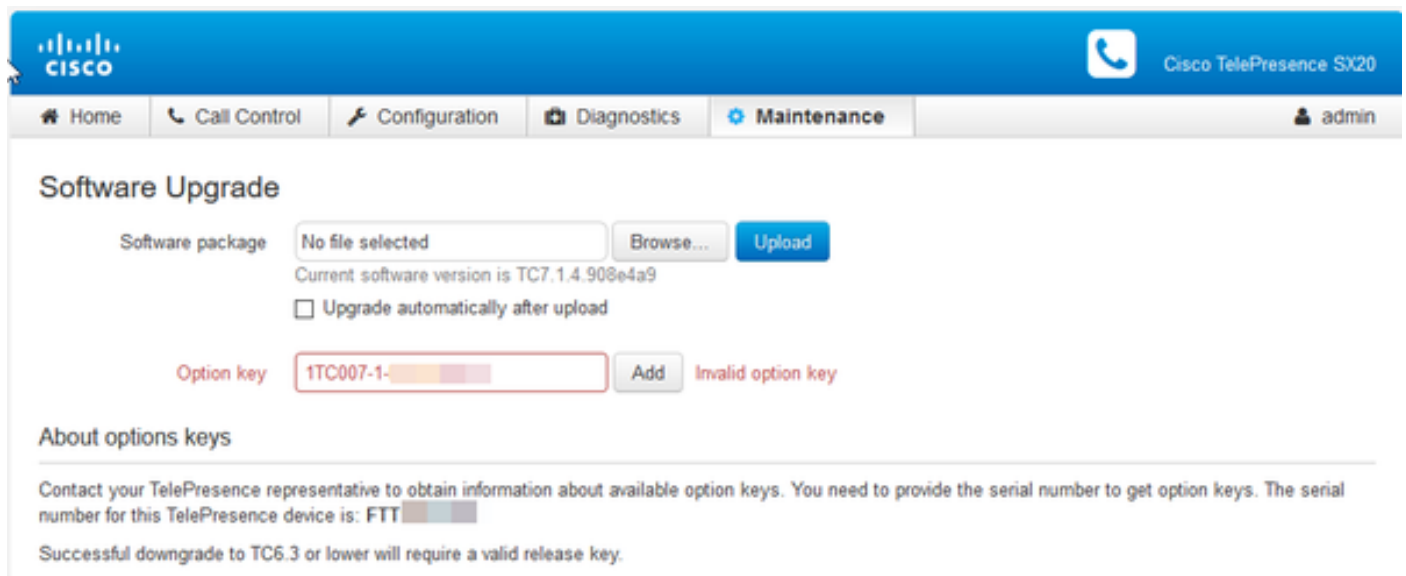 CISCO
Cisco TelePresence SX20
Home Call Control Configuration Diagnostics Maintenance admin
Software Upgrade
Software package No file selected Browse... Upload
Current software version is TC7.1.4.908e4a9
Upgrade automatically after upload
Option key 1TC007-1- Add Invalid option key
About options keys
Contact your TelePresence representative to obtain information about available option keys. You need to provide the serial number to get option keys. The serial
number for this TelePresence device is: FTT
Successful downgrade to TC6.3 or lower will require a valid release key.